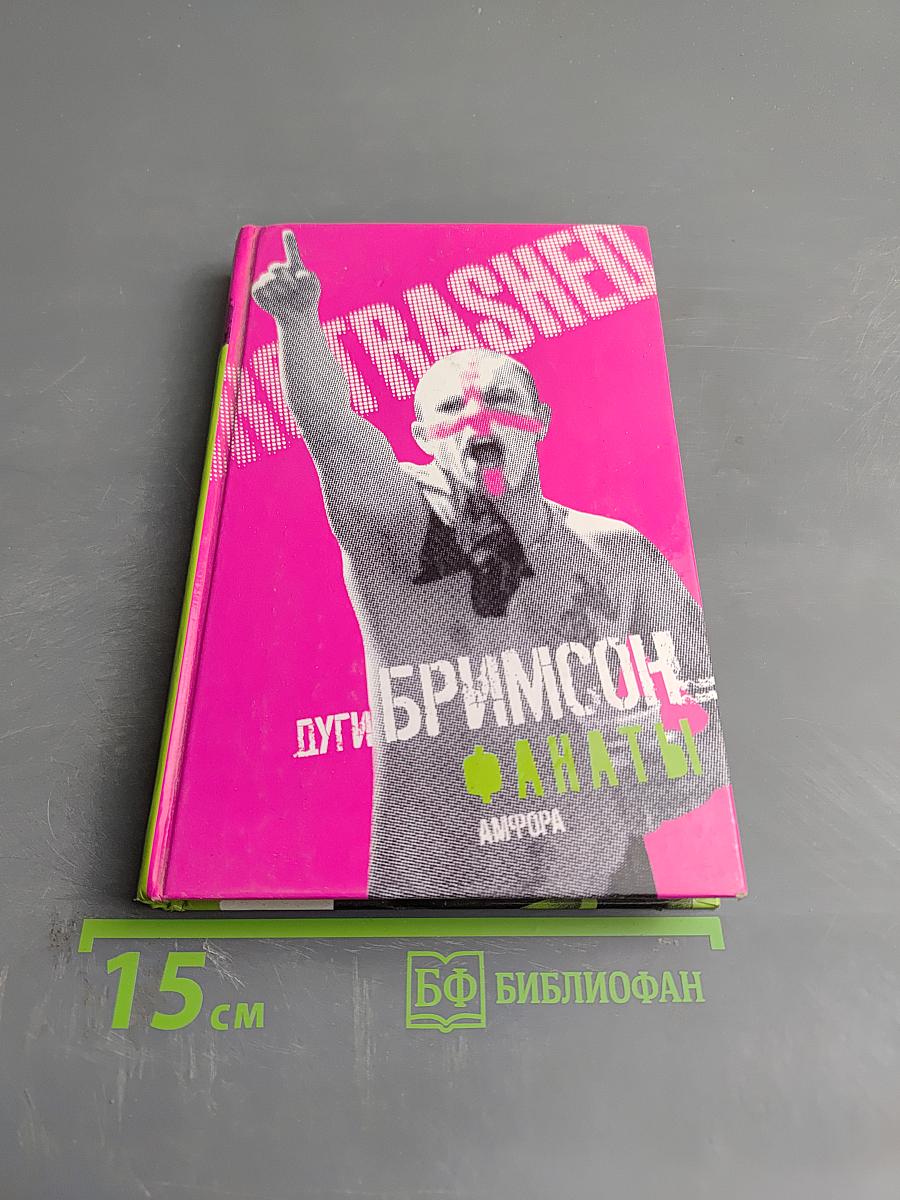 TRASHED
ДУГИ БРИМСОН
ФАНАТЫ
АМФОРА
15 см
БФ БИБЛИОФАН